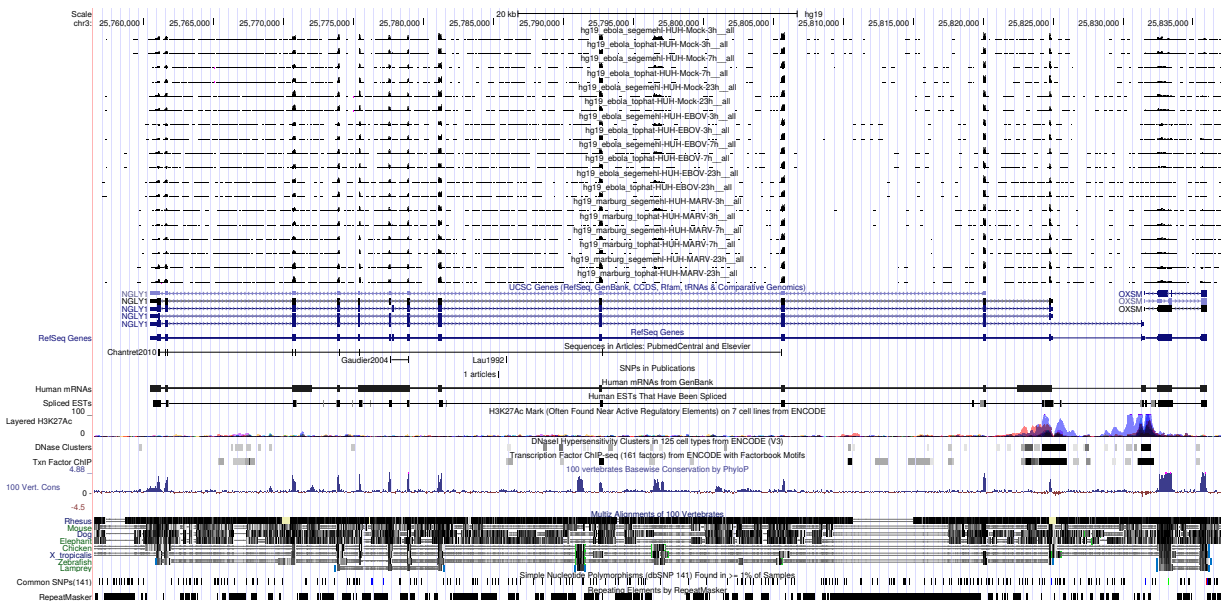 Scale 20 kb hg19
chr3: 25,760,000 25,765,000 25,770,000 25,775,000 25,780,000 25,785,000 25,790,000 25,795,000 25,800,000 25,805,000 25,810,000 25,815,000 25,820,000 25,825,000 25,830,000 25,835,000
hg19_ebola_segemehl-HUH-Mock-3h__all
hg19_ebola_tophat-HUH-Mock-3h__all
hg19_ebola_segemehl-HUH-Mock-7h__all
hg19_ebola_tophat-HUH-Mock-7h__all
hg19_ebola_segemehl-HUH-Mock-23h__all
hg19_ebola_tophat-HUH-Mock-23h__all
hg19_ebola_segemehl-HUH-EBOV-3h__all
hg19_ebola_tophat-HUH-EBOV-3h__all
hg19_ebola_segemehl-HUH-EBOV-7h__all
hg19_ebola_tophat-HUH-EBOV-7h__all
hg19_ebola_segemehl-HUH-EBOV-23h__all
hg19_ebola_tophat-HUH-EBOV-23h__all
hg19_marburg_segemehl-HUH-MARV-3h__all
hg19_marburg_tophat-HUH-MARV-3h__all
hg19_marburg_segemehl-HUH-MARV-7h__all
hg19_marburg_tophat-HUH-MARV-7h__all
hg19_marburg_segemehl-HUH-MARV-23h__all
hg19_marburg_tophat-HUH-MARV-23h__all
UCSC Genes (RefSeq, GenBank, CCDS, Rfam, tRNAs & Comparative Genomics)
NGLY1 OXSM
NGLY1 OXSM
NGLY1 OXSM
NGLY1
NGLY1
RefSeq Genes
RefSeq Genes
Sequences in Articles: PubmedCentral and Elsevier
Chantret2010
Gaudier2004 Lau1992
SNPs in Publications
1 articles
Human mRNAs from GenBank
Human mRNAs
Human ESTs That Have Been Spliced
Spliced ESTs
H3K27Ac Mark (Often Found Near Active Regulatory Elements) on 7 cell lines from ENCODE
100
Layered H3K27Ac
0
DNaseI Hypersensitivity Clusters in 125 cell types from ENCODE (V3)
DNase Clusters
Transcription Factor ChIP-seq (161 factors) from ENCODE with Factorbook Motifs
Txn Factor ChIP
100 vertebrates Basewise Conservation by PhyloP
4.88
100 Vert. Cons
0
-4.5
Multiz Alignments of 100 Vertebrates
Rhesus
Mouse
Dog
Elephant
Chicken
X_tropicalis
Zebrafish
Lamprey
Simple Nucleotide Polymorphisms (dbSNP 141) Found in >= 1% of Samples
Common SNPs(141)
Repeating Elements by RepeatMasker
RepeatMasker